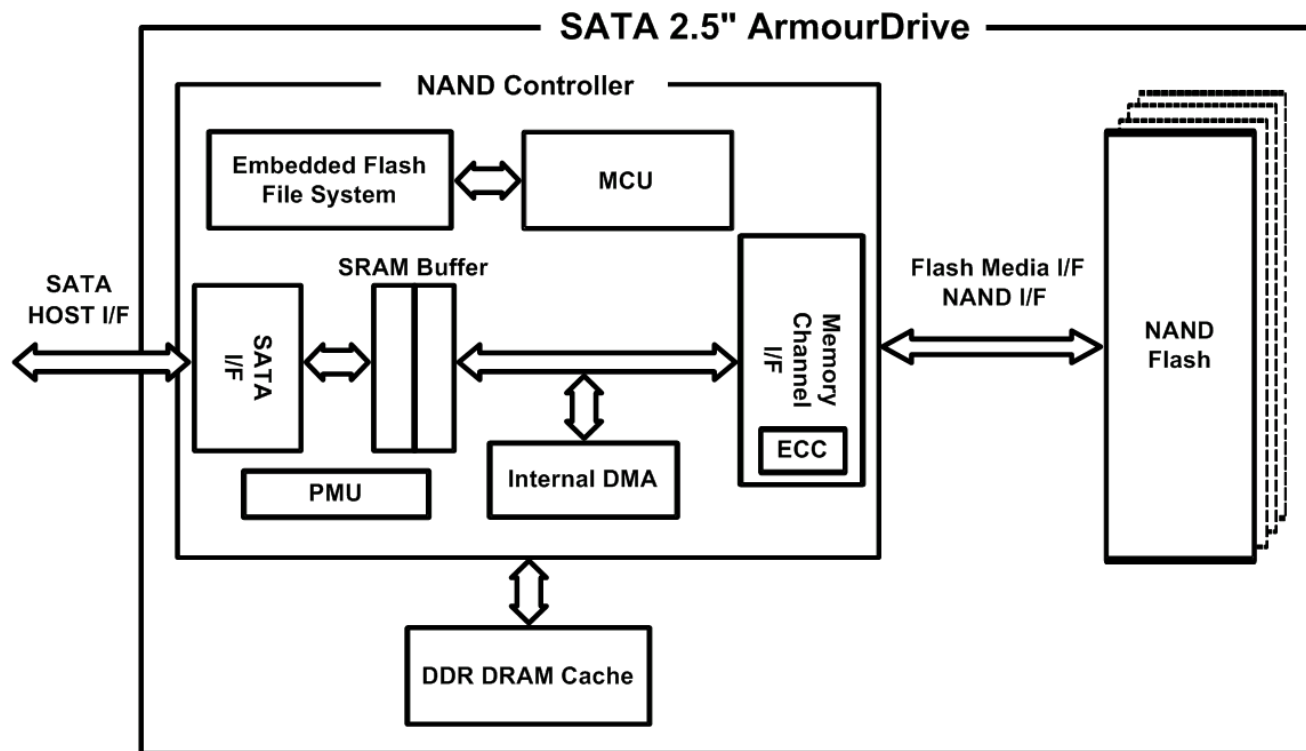 SATA 2.5" ArmourDrive
NAND Controller
Embedded Flash
File System
MCU
SRAM Buffer
SATA
HOST I/F
SATA
I/F
Memory
Channel
I/F
ECC
Flash Media I/F
NAND I/F
NAND
Flash
PMU
Internal DMA
DDR DRAM Cache